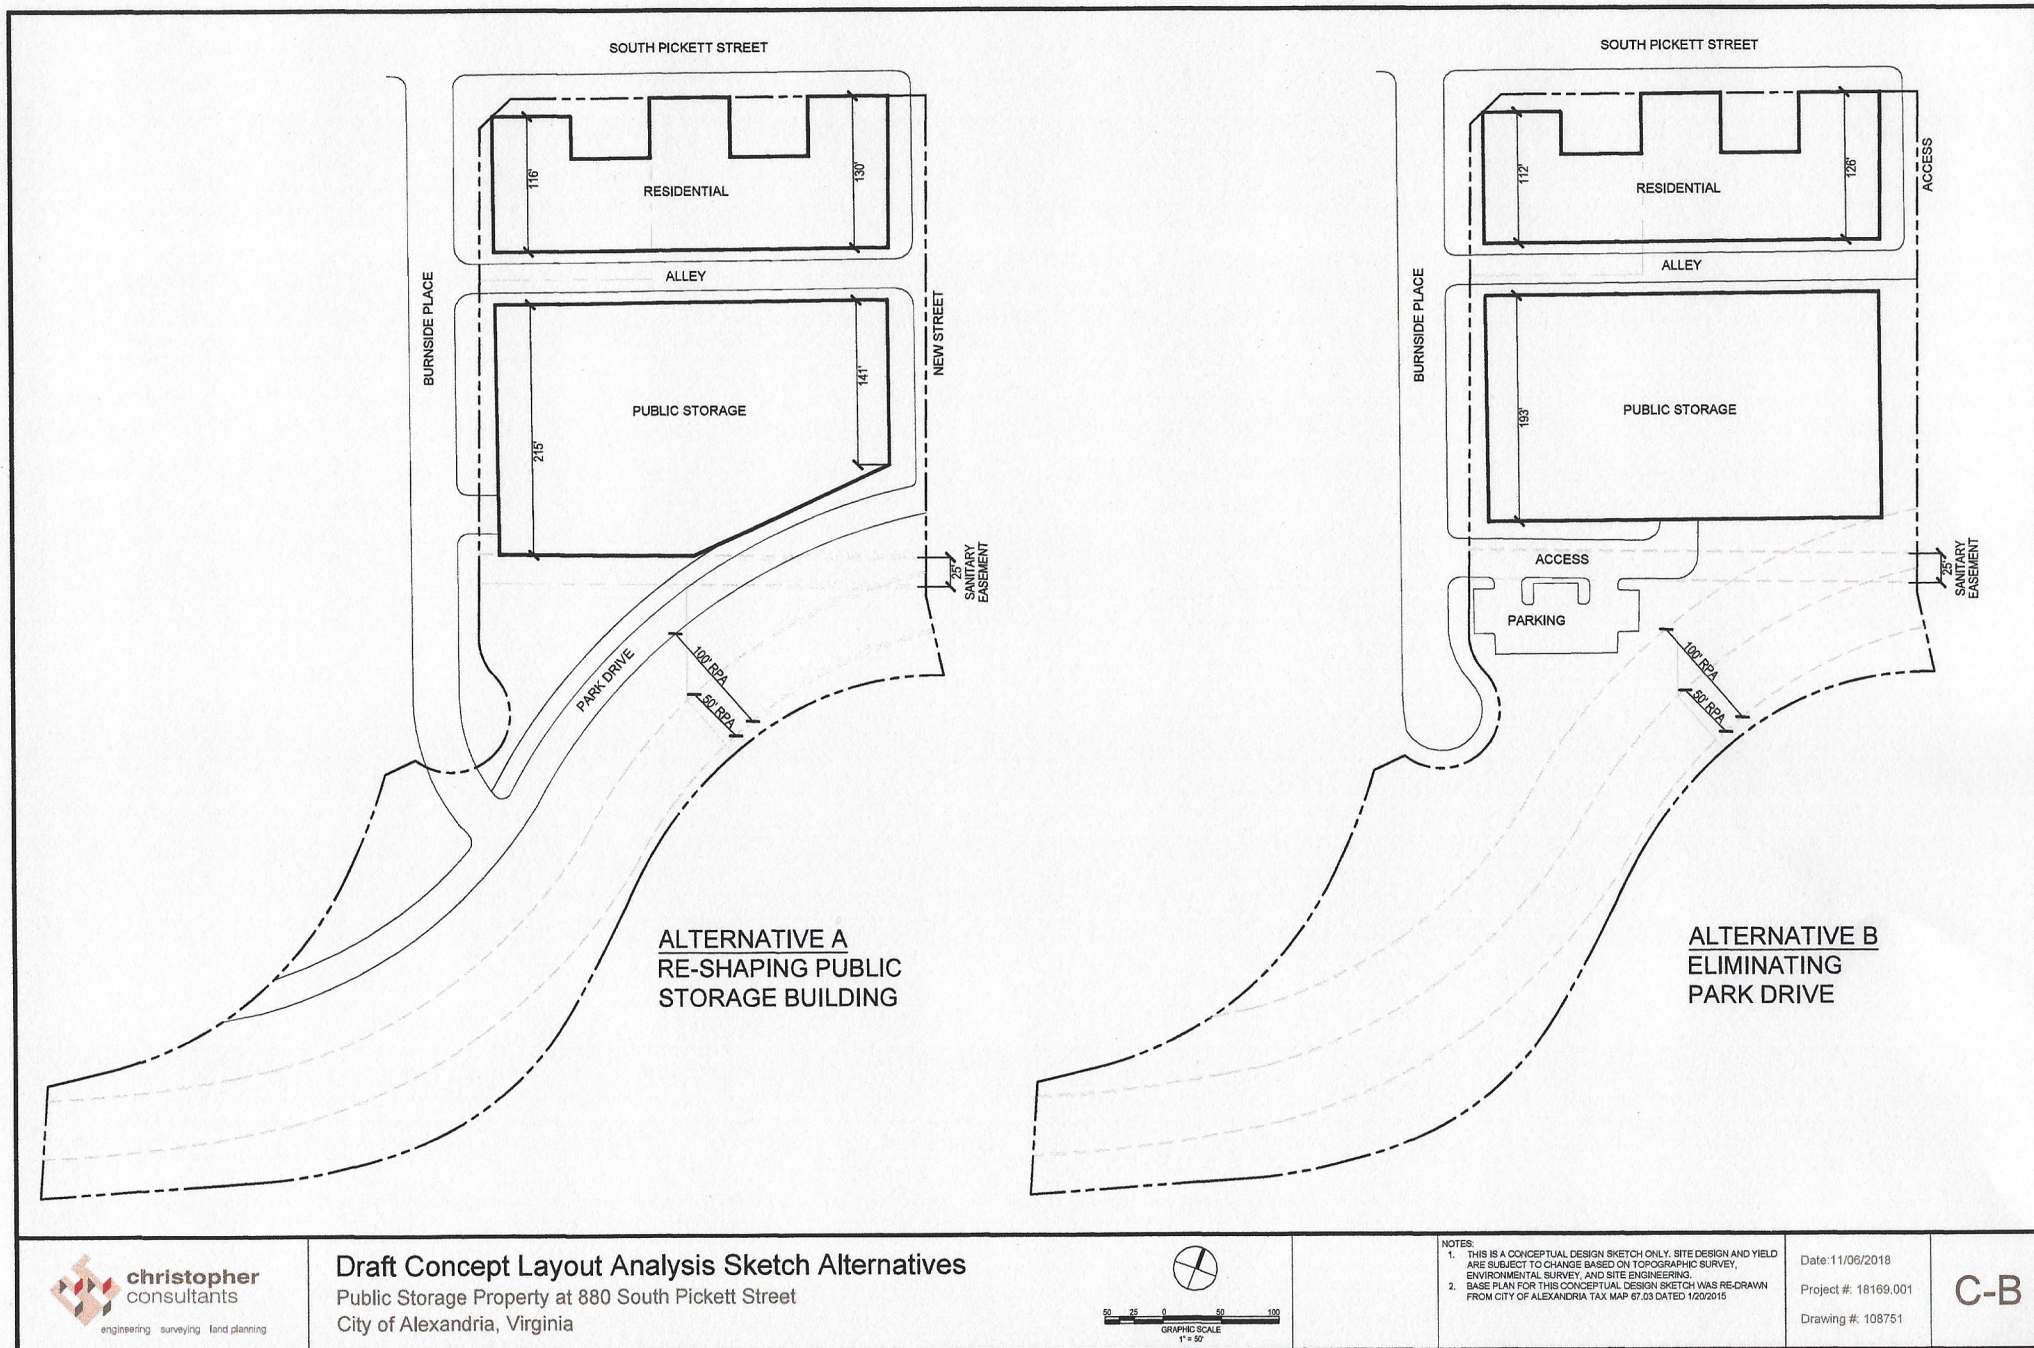 SOUTH PICKETT STREET
116'
130'
RESIDENTIAL
ALLEY
BURNSIDE PLACE
NEW STREET
141'
PUBLIC STORAGE
215'
25'
SANITARY
EASEMENT
PARK DRIVE
100' RPA
50' RPA
ALTERNATIVE A
RE-SHAPING PUBLIC
STORAGE BUILDING
SOUTH PICKETT STREET
ACCESS
112'
126'
RESIDENTIAL
ALLEY
BURNSIDE PLACE
PUBLIC STORAGE
193'
ACCESS
25'
SANITARY
EASEMENT
PARKING
100' RPA
50' RPA
ALTERNATIVE B
ELIMINATING
PARK DRIVE
christopher
consultants
engineering surveying land planning
Draft Concept Layout Analysis Sketch Alternatives
Public Storage Property at 880 South Pickett Street
City of Alexandria, Virginia
50 25 0 50 100
GRAPHIC SCALE
1" = 50'
NOTES:
1. THIS IS A CONCEPTUAL DESIGN SKETCH ONLY. SITE DESIGN AND YIELD
ARE SUBJECT TO CHANGE BASED ON TOPOGRAPHIC SURVEY,
ENVIRONMENTAL SURVEY, AND SITE ENGINEERING.
2. BASE PLAN FOR THIS CONCEPTUAL DESIGN SKETCH WAS RE-DRAWN
FROM CITY OF ALEXANDRIA TAX MAP 67.03 DATED 1/20/2015
Date:11/06/2018
Project #: 18169.001
Drawing #: 108751
C-B